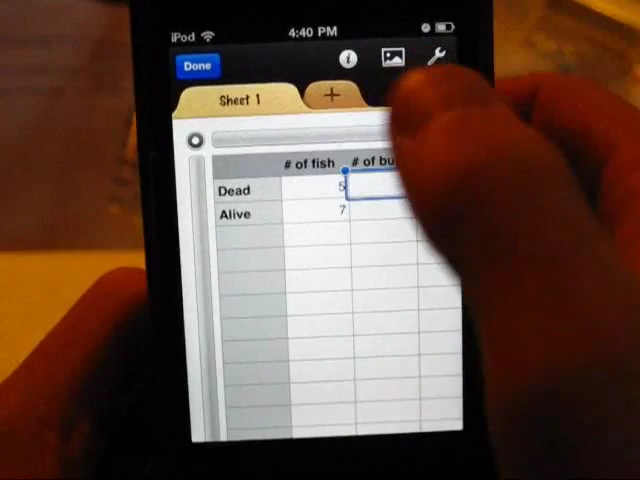 iPod 4:40 PM
Done
Sheet 1 +
# of fish # of bu
Dead 5
Alive 7